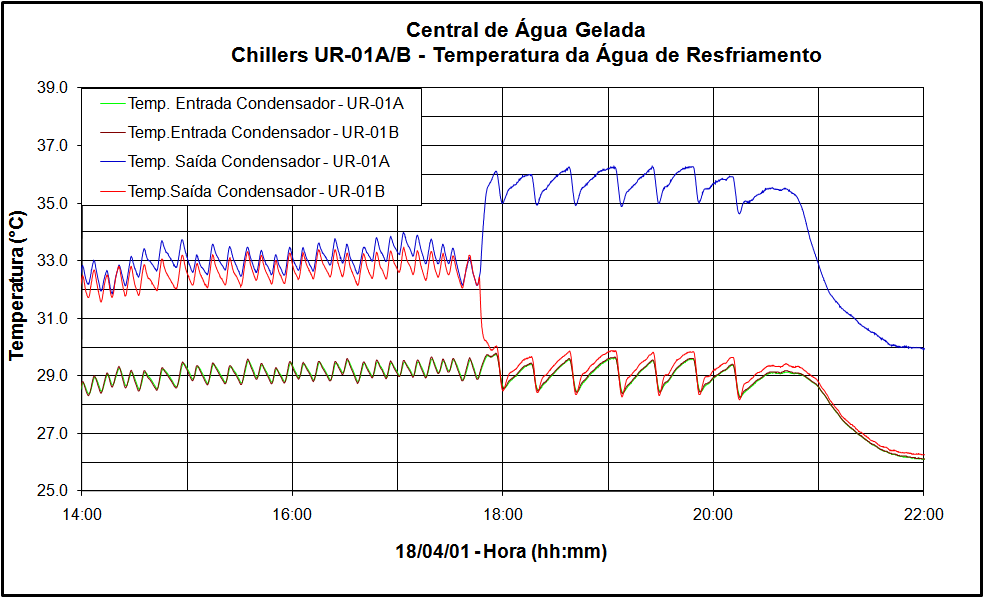 Central de Água Gelada
Chillers UR-01A/B - Temperatura da Água de Resfriamento
Temp. Entrada Condensador - UR-01A
Temp.Entrada Condensador - UR-01B
Temp. Saída Condensador - UR-01A
Temp.Saída Condensador - UR-01B
Temperatura (°C)
39.0
37.0
35.0
33.0
31.0
29.0
27.0
25.0
14:00 16:00 18:00 20:00 22:00
18/04/01 - Hora (hh:mm)